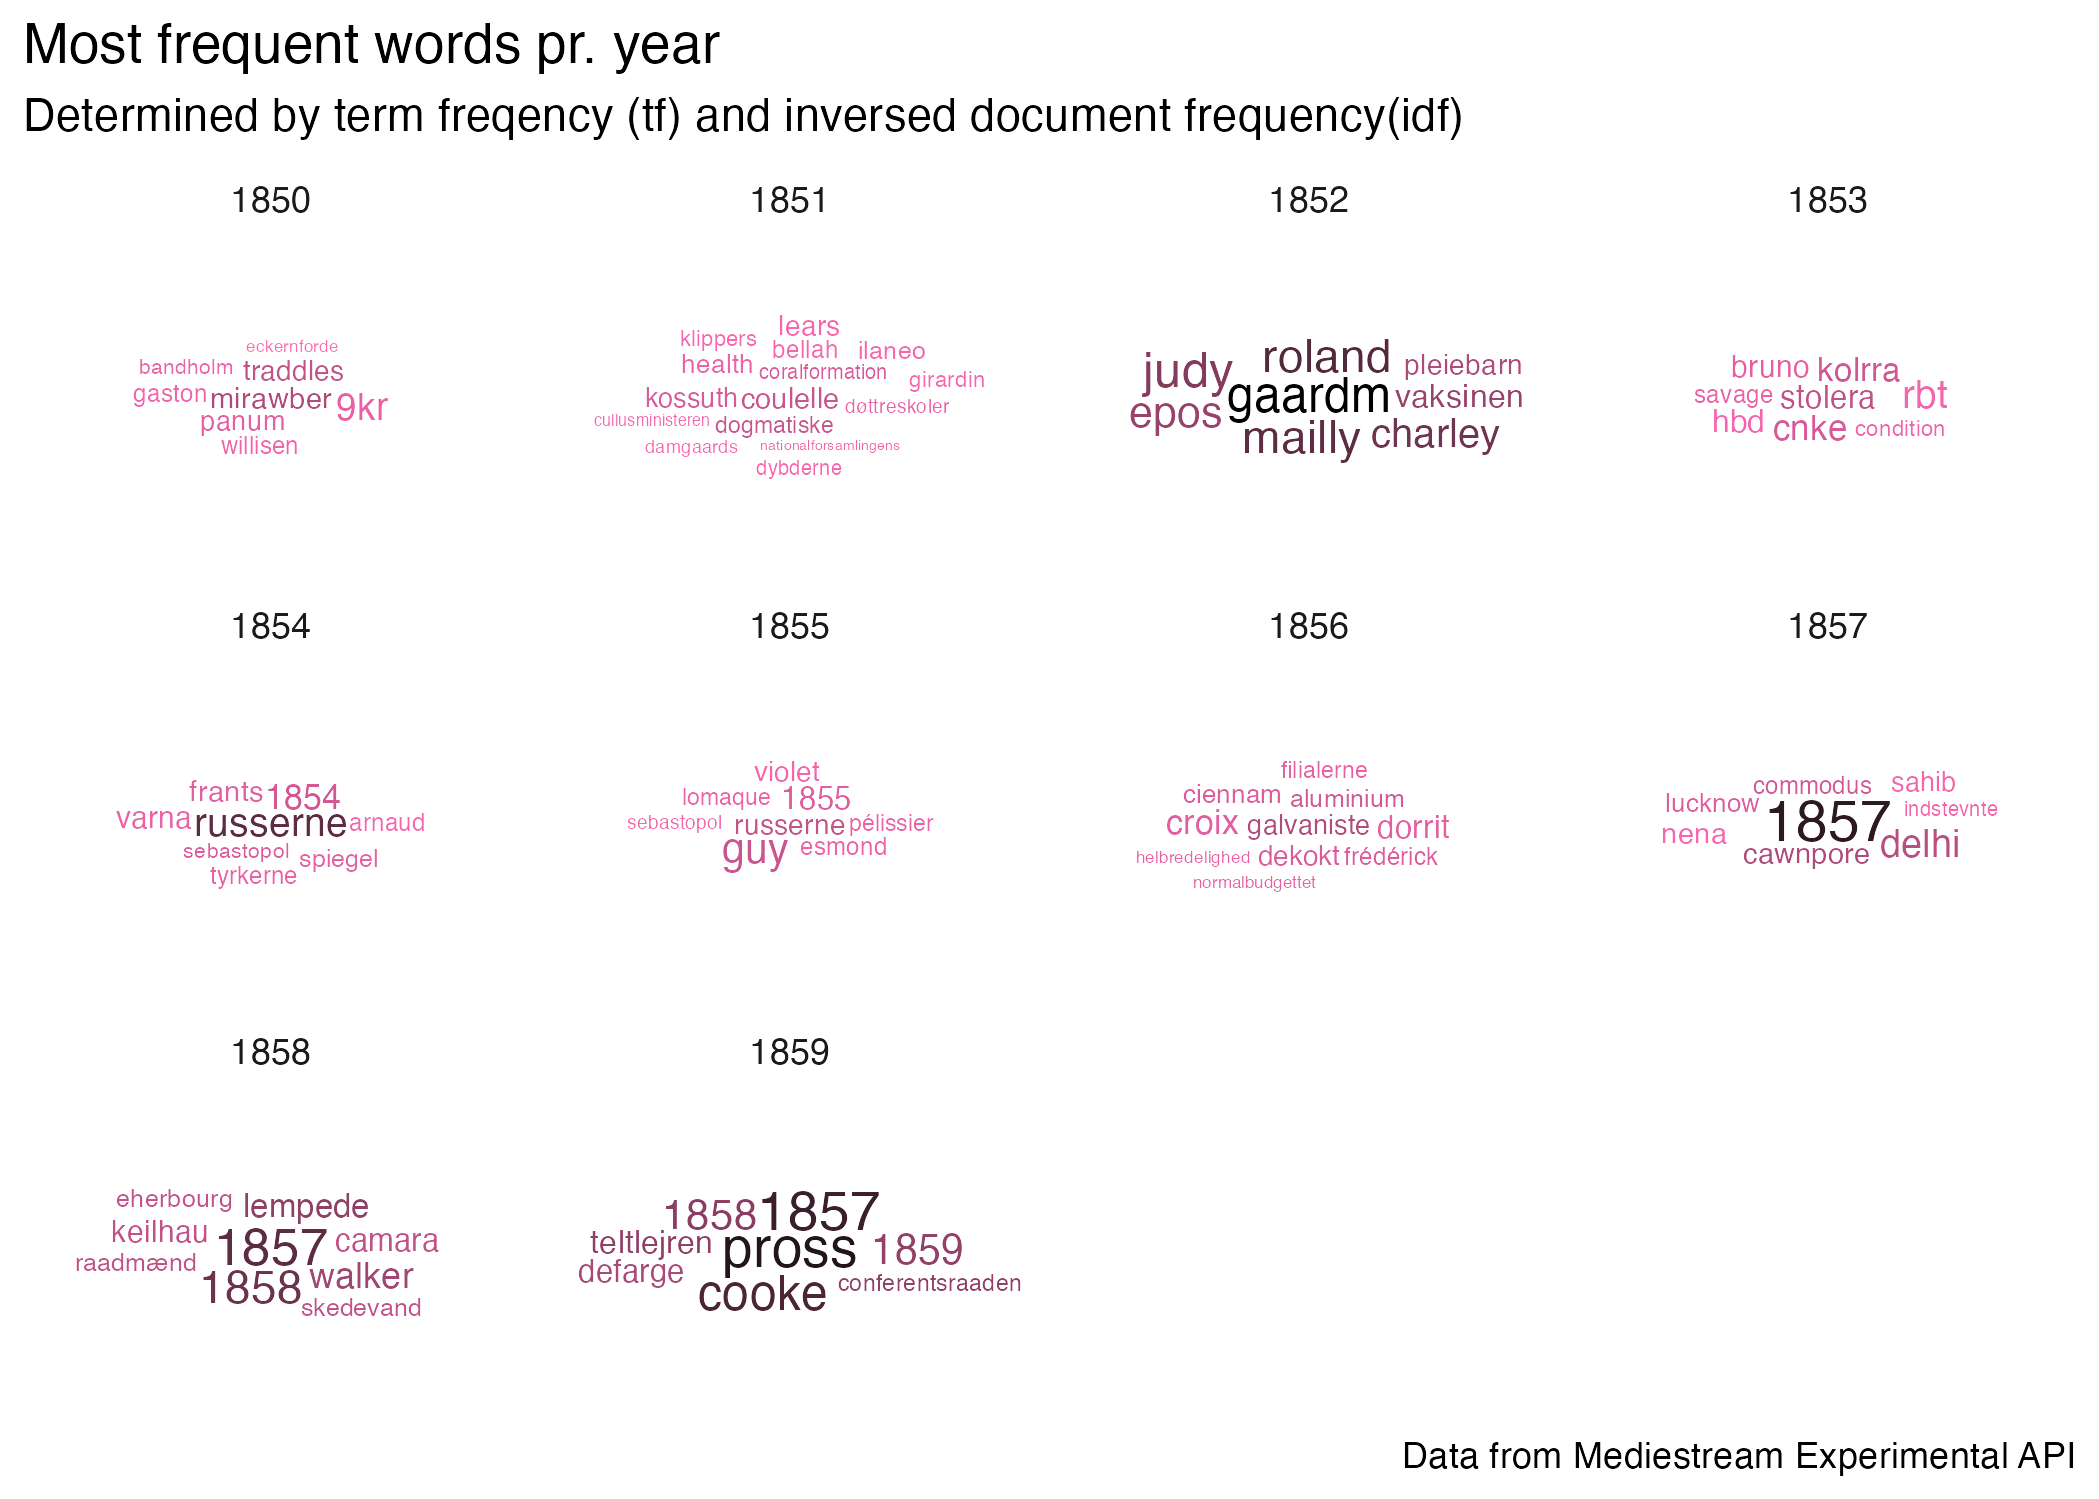 Most frequent words pr. year
Determined by term freqency (tf) and inversed document frequency(idf)
1850
eckernforde
bandholm traddles
gaston mirawber 9kr
panum
willisen
1851
klippers lears
bellah ilaneo
health coralformation girardin
kossuth coulelle døttreskoler
cullusministeren dogmatiske
damgaards nationalforsamlingens
dybderne
1852
judy roland pleiebarn
epos gaardm vaksinen
mailly charley
1853
bruno kolrra
savage stolera rbt
hbd cnke condition
1854
frants 1854
varna russerne arnaud
sebastopol spiegel
tyrkerne
1855
violet
lomaque 1855
sebastopol russerne pélissier
guy esmond
1856
filialerne
ciennam aluminium
croix galvaniste dorrit
helbredelighed dekokt frédérick
normalbudgettet
1857
commodus sahib
lucknow 1857 indstevnte
nena cawnpore delhi
1858
eherbourg lempede
keilhau 1857 camara
raadmænd 1858 walker
skedevand
1859
1858 1857
teltlejren pross 1859
defarge cooke conferentsraaden
Data from Mediestream Experimental API